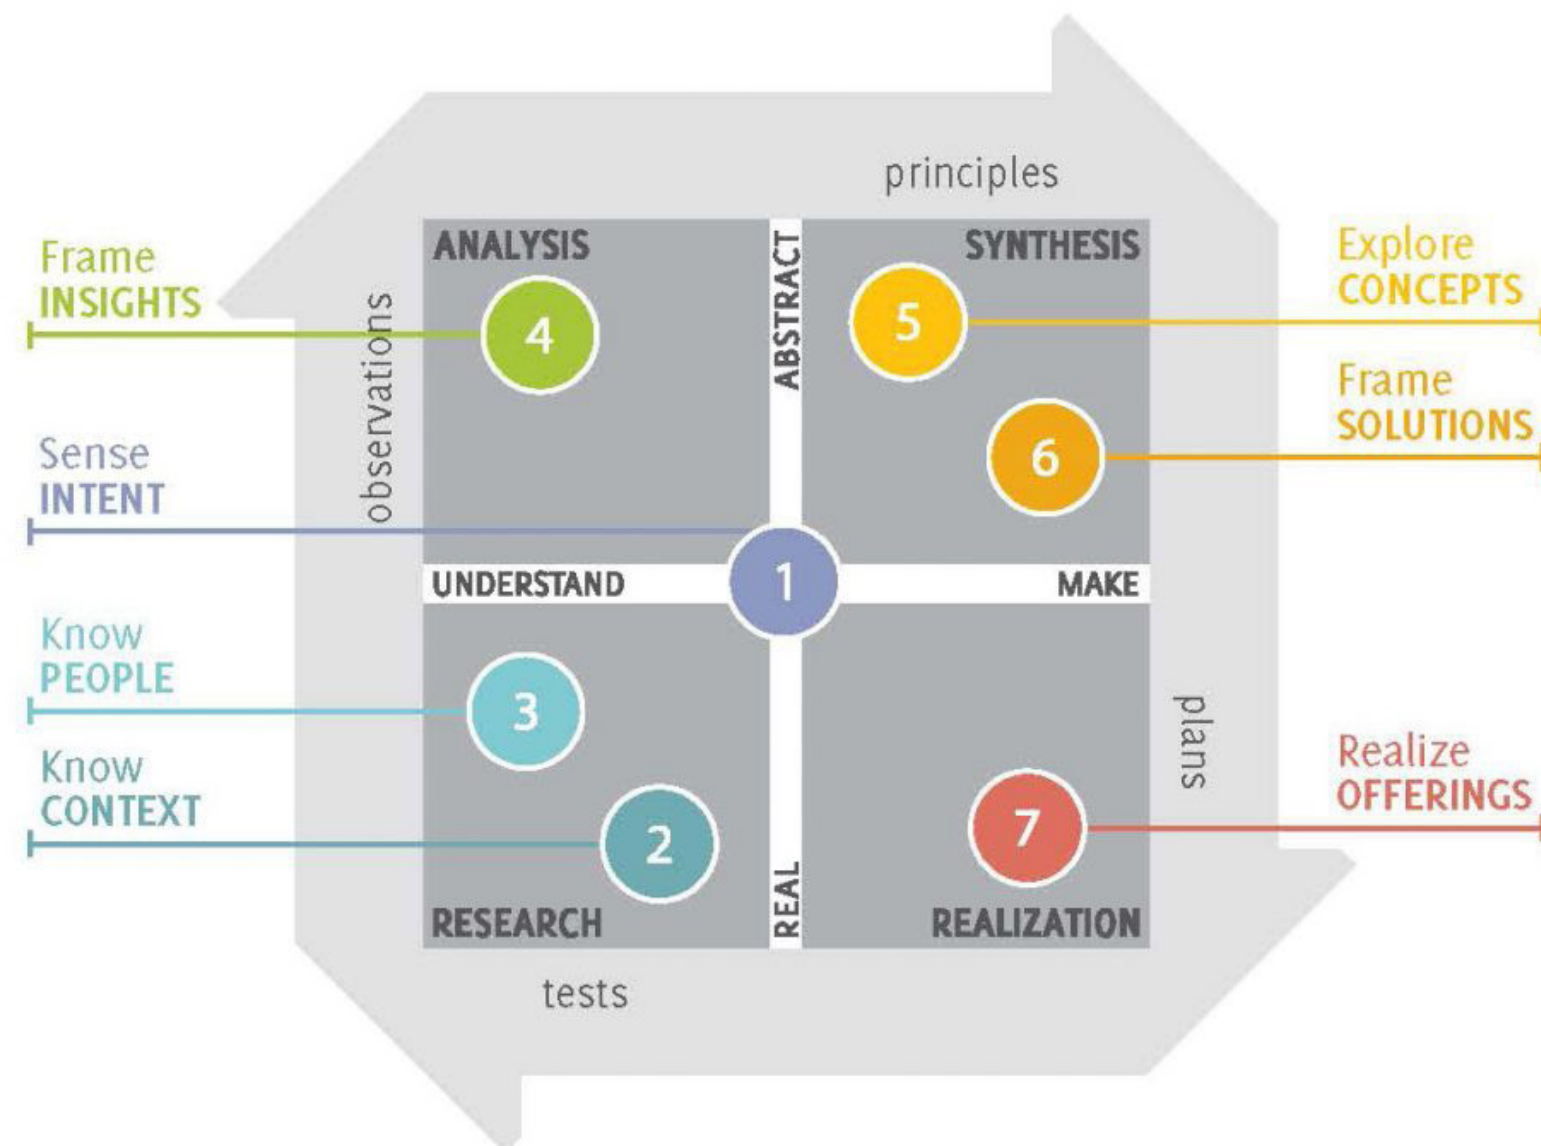 principles
ANALYSIS
ABSTRACT
SYNTHESIS
Frame
INSIGHTS
4
observations
5
Explore
CONCEPTS
6
Frame
SOLUTIONS
Sense
INTENT
UNDERSTAND
1
MAKE
Know
PEOPLE
3
Know
CONTEXT
2
plans
7
Realize
OFFERINGS
RESEARCH
REAL
REALIZATION
tests